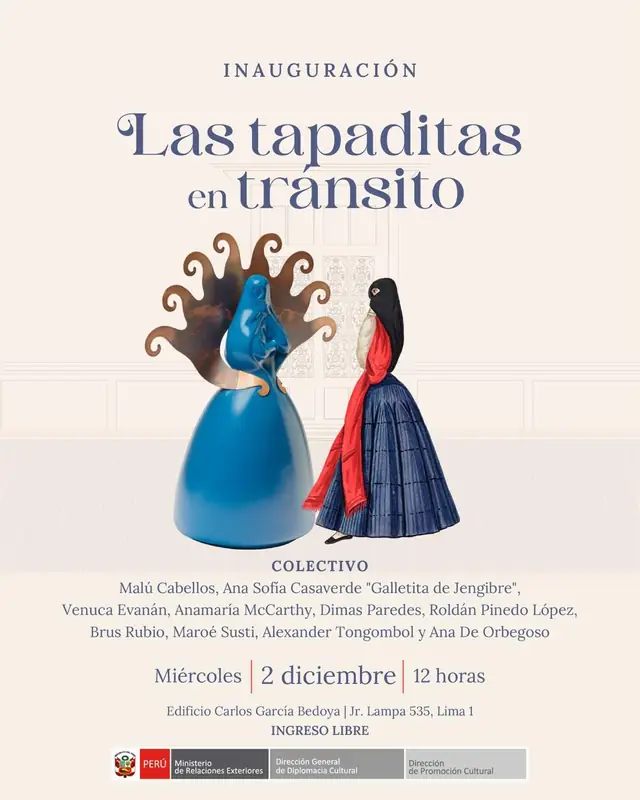 INAUGURACIÓN
Las tapaditas
en tránsito
COLECTIVO
Malú Cabellos, Ana Sofía Casaverde "Galletita de Jengibre",
Venuca Evanán, Anamaría McCarthy, Dimas Paredes, Roldán Pinedo López,
Brus Rubio, Maroé Susti, Alexander Tongombol y Ana De Orbegoso
Miércoles | 2 diciembre | 12 horas
Edificio Carlos García Bedoya | Jr. Lampa 535, Lima 1
INGRESO LIBRE
PERÚ
Ministerio
de Relaciones Exteriores
Dirección General
de Diplomacia Cultural
Dirección
de Promoción Cultural